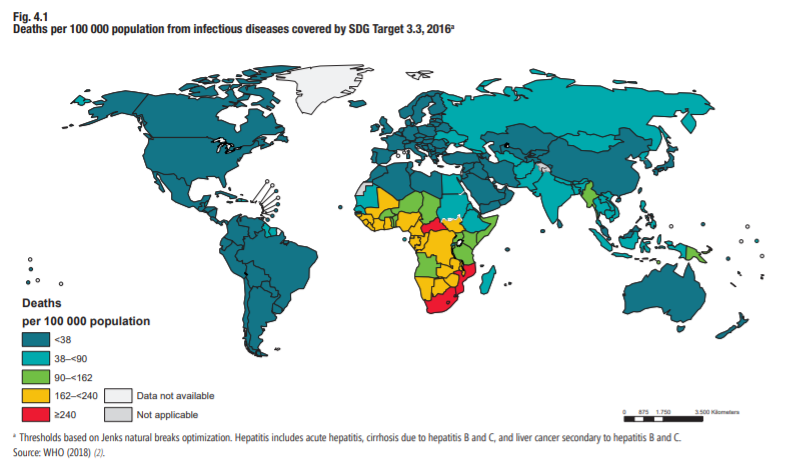 Fig. 4.1
Deaths per 100 000 population from infectious diseases covered by SDG Target 3.3, 2016ª
Deaths
per 100 000 population
<38
38–<90
90–<162
162–<240
≥240
Data not available
Not applicable
0 875 1.750 3.500 Kilometers
ª Thresholds based on Jenks natural breaks optimization. Hepatitis includes acute hepatitis, cirrhosis due to hepatitis B and C, and liver cancer secondary to hepatitis B and C.
Source: WHO (2018) (2).